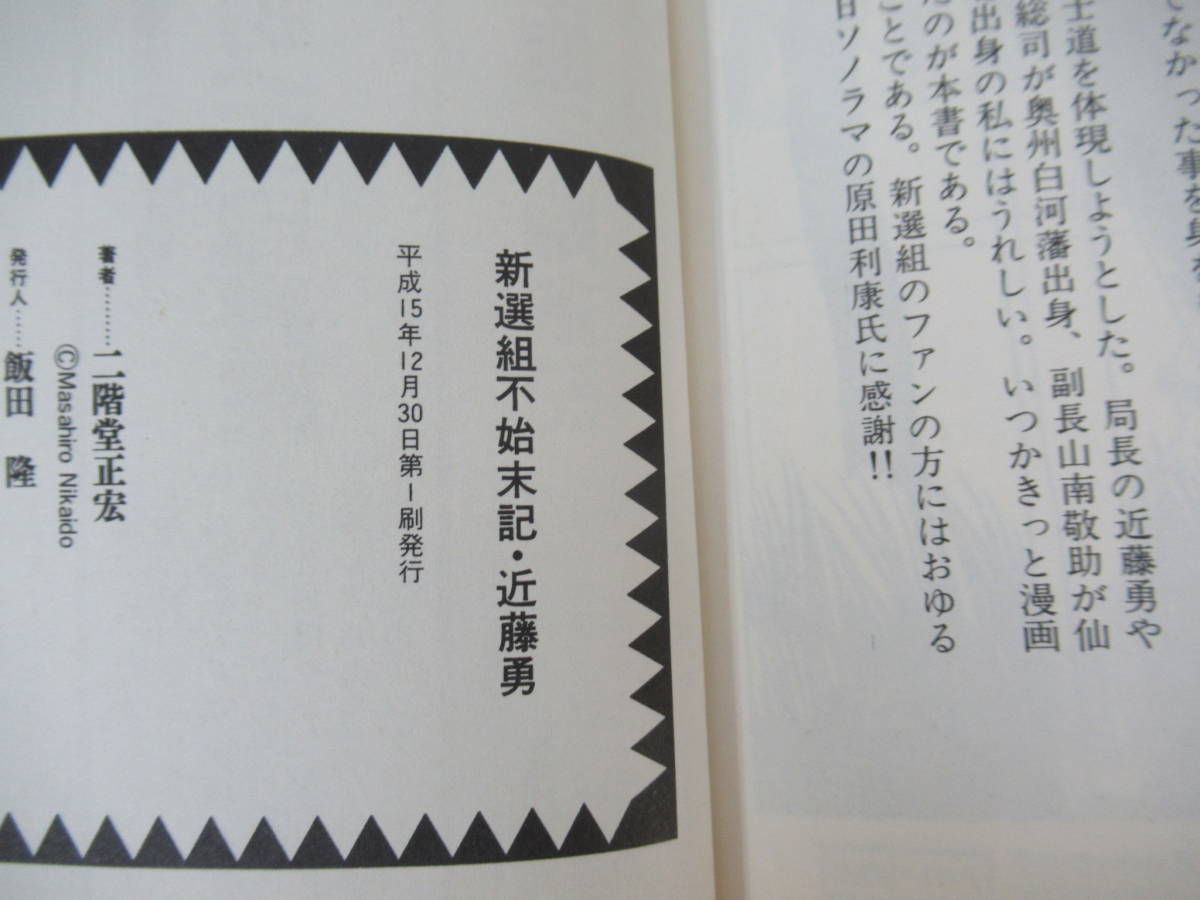 でなかった事を
士道を体現しようとした。局長の近藤勇や
総司が奥州白河藩出身、副長山南敬助が仙
出身の私にはうれしい。いつかきっと漫画
のが本書である。
ことである。新選組のファンの方にはおゆる
日ソノラマの原田利康氏に感謝!!
新選組不始末記・近藤勇
平成15年12月30日第1刷発行
著者………二階堂正宏
©Masahiro Nikaido
発行人……飯田 隆